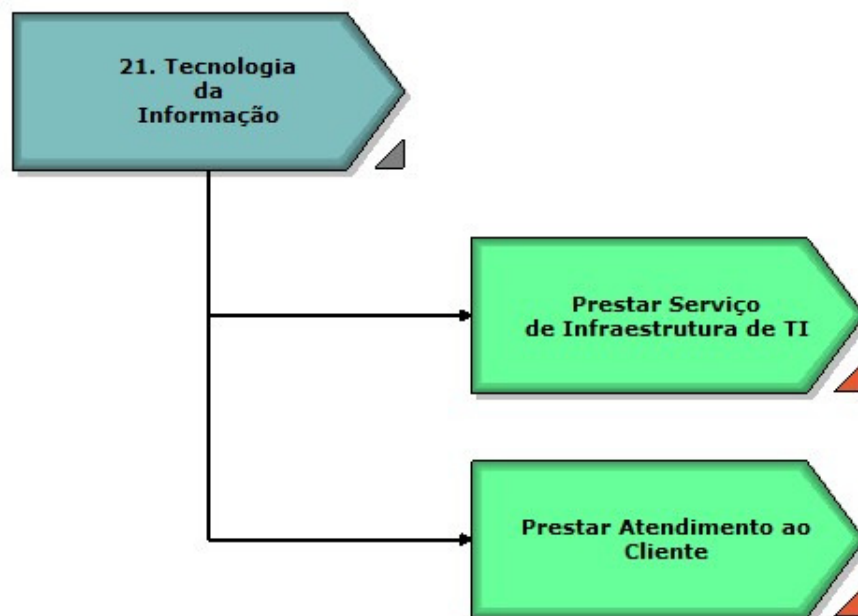 21. Tecnologia
da
Informação
Prestar Serviço
de Infraestrutura de TI
Prestar Atendimento ao
Cliente